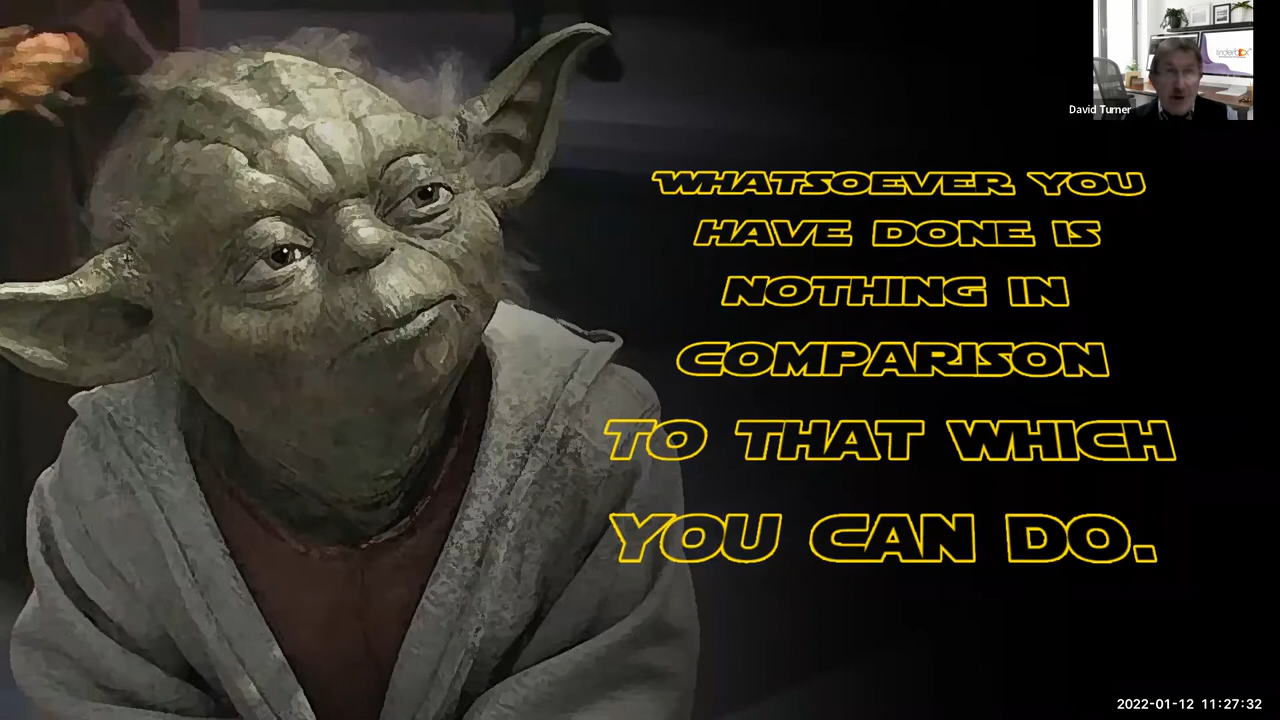 David Turner
WHATSOEVER YOU
HAVE DONE IS
NOTHING IN
COMPARISON
TO THAT WHICH
YOU CAN DO.
2022-01-12 11:27:32